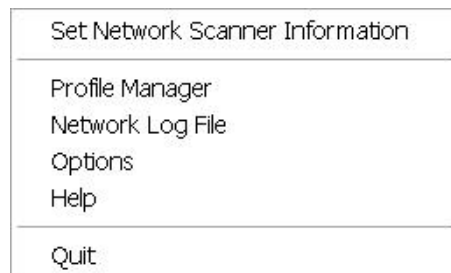 Set Network Scanner Information
Profile Manager
Network Log File
Options
Help
Quit